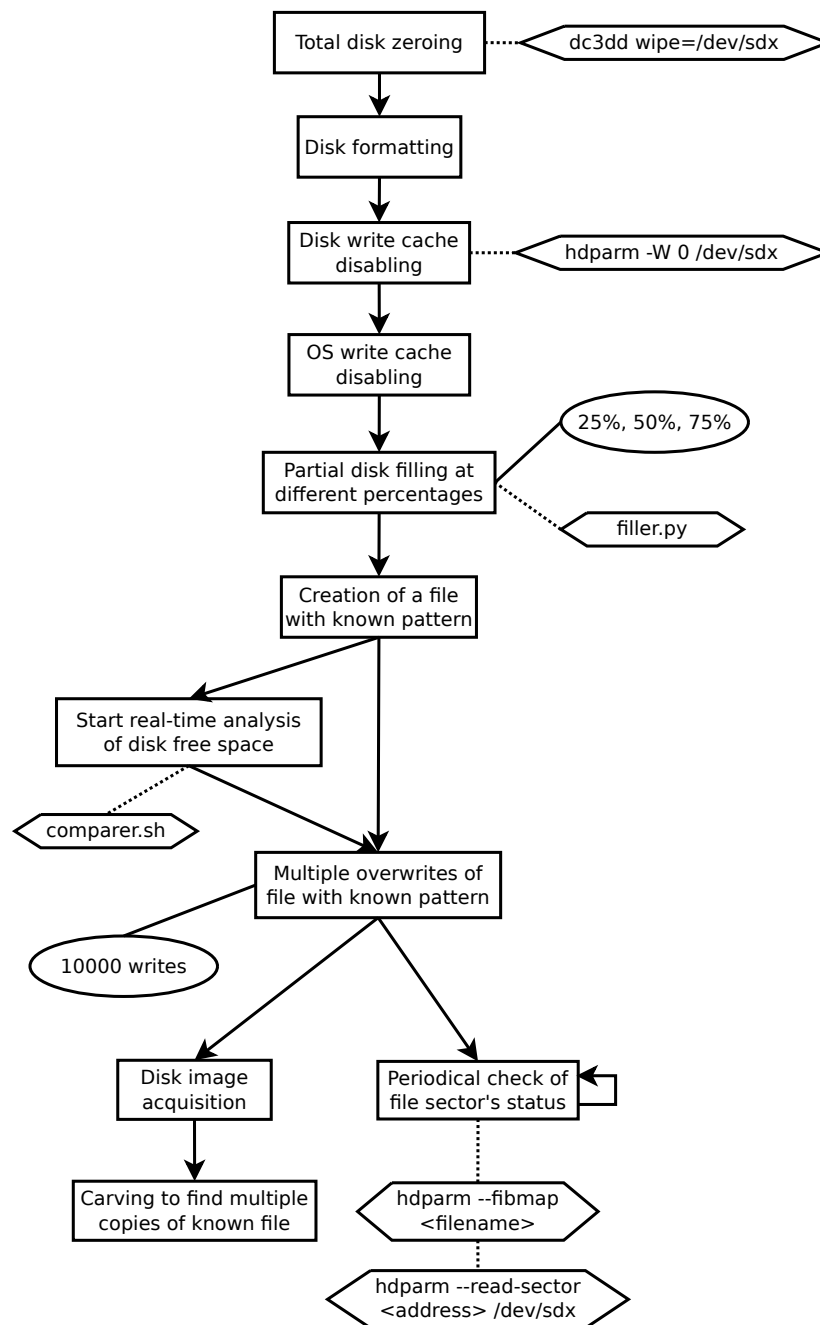 Total disk zeroing
dc3dd wipe=/dev/sdx
Disk formatting
Disk write cache
disabling
hdparm -W 0 /dev/sdx
OS write cache
disabling
25%, 50%, 75%
Partial disk filling at
different percentages
filler.py
Creation of a file
with known pattern
Start real-time analysis
of disk free space
comparer.sh
Multiple overwrites of
file with known pattern
10000 writes
Disk image
acquisition
Periodical check of
file sector's status
Carving to find multiple
copies of known file
hdparm --fibmap
<filename>
hdparm --read-sector
<address> /dev/sdx